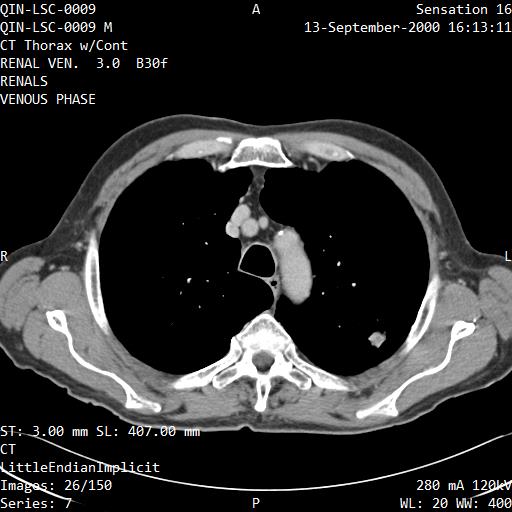 QIN-LSC-0009
A
Sensation 16
QIN-LSC-0009 M
13-September-2000 16:13:11
CT Thorax w/Cont
RENAL VEN.  3.0  B30f
RENALS
VENOUS PHASE
R
L
ST: 3.00 mm SL: 407.00 mm
CT
LittleEndianImplicit
Images: 26/150
280 mA 120kV
Series: 7
P
WL: 20 WW: 400